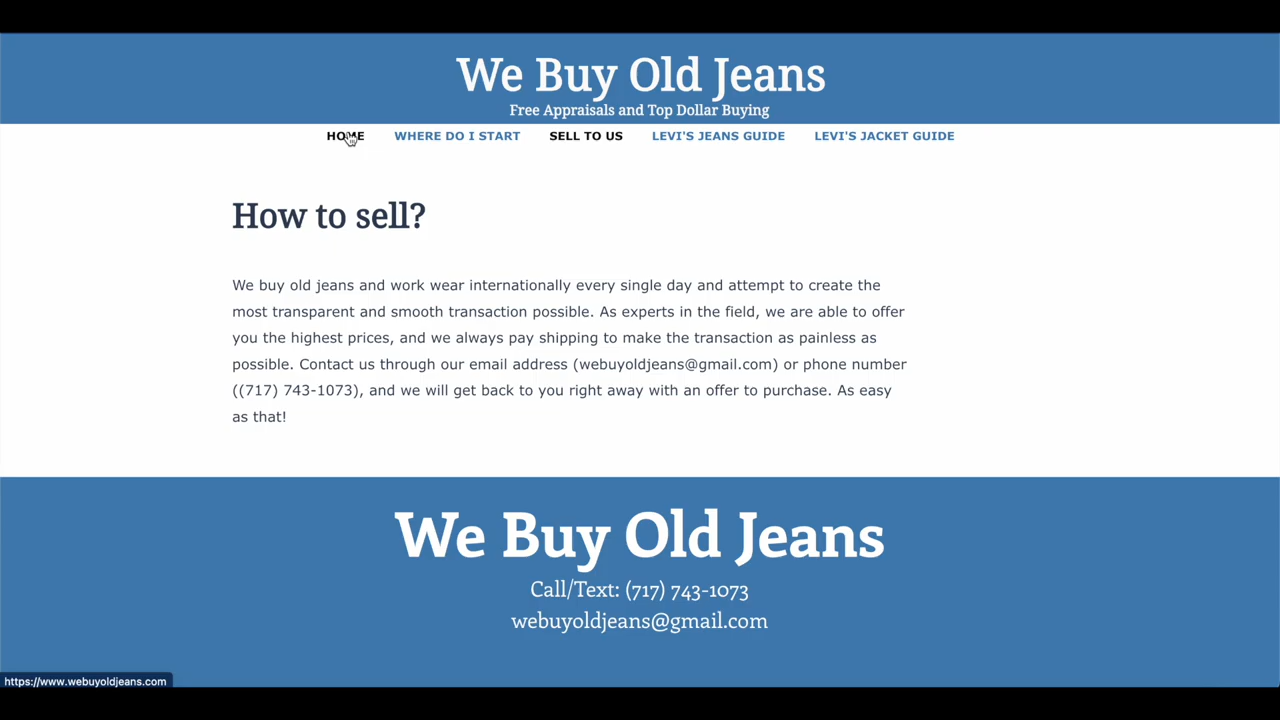 We Buy Old Jeans
Free Appraisals and Top Dollar Buying
HOME WHERE DO I START SELL TO US LEVI'S JEANS GUIDE LEVI'S JACKET GUIDE
How to sell?
We buy old jeans and work wear internationally every single day and attempt to create the
most transparent and smooth transaction possible. As experts in the field, we are able to offer
you the highest prices, and we always pay shipping to make the transaction as painless as
possible. Contact us through our email address (webuyoldjeans@gmail.com) or phone number
((717) 743-1073), and we will get back to you right away with an offer to purchase. As easy
as that!
We Buy Old Jeans
Call/Text: (717) 743-1073
webuyoldjeans@gmail.com
https://www.webuyoldjeans.com